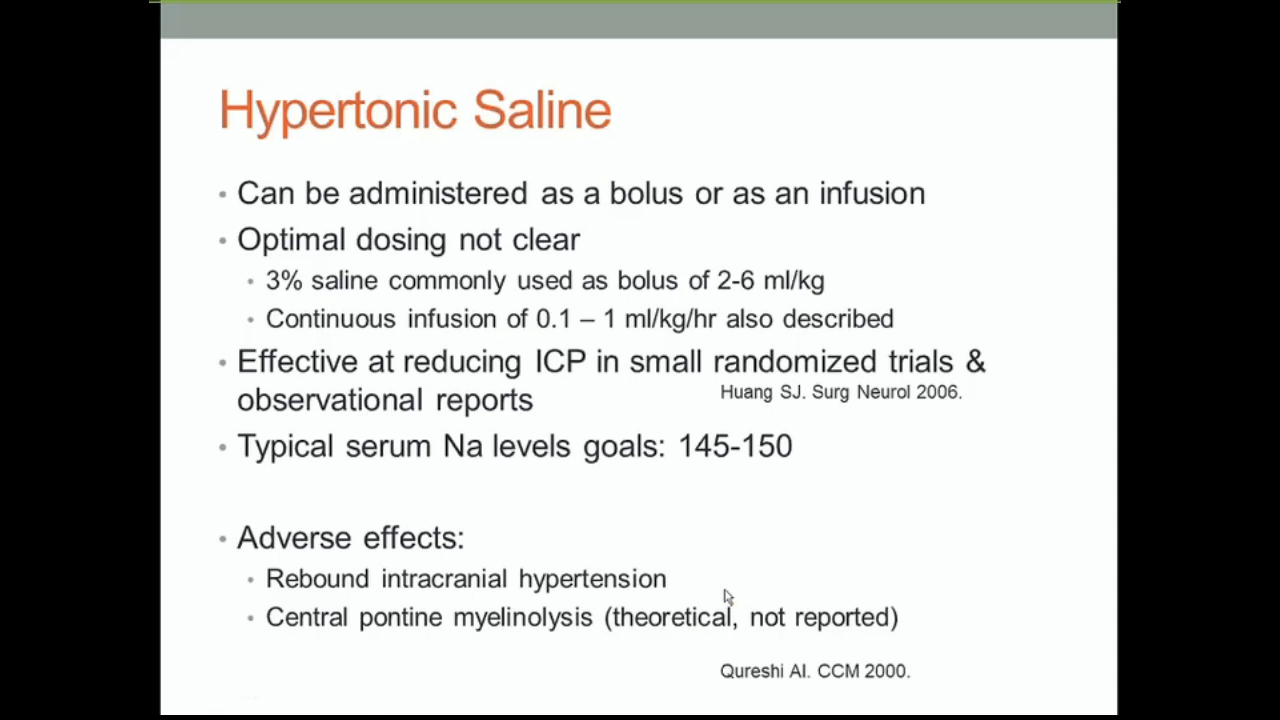 Hypertonic Saline
• Can be administered as a bolus or as an infusion
• Optimal dosing not clear
• 3% saline commonly used as bolus of 2-6 ml/kg
• Continuous infusion of 0.1 – 1 ml/kg/hr also described
• Effective at reducing ICP in small randomized trials &
observational reports
Huang SJ. Surg Neurol 2006.
• Typical serum Na levels goals: 145-150
• Adverse effects:
• Rebound intracranial hypertension
• Central pontine myelinolysis (theoretical, not reported)
Qureshi AI. CCM 2000.